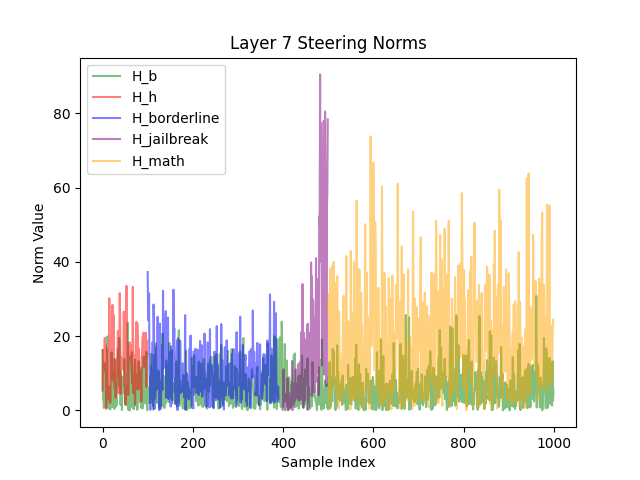 Layer 7 Steering Norms
H_b
H_h
H_borderline
H_jailbreak
H_math
Norm Value
80
60
40
20
0
0
200
400
600
800
1000
Sample Index